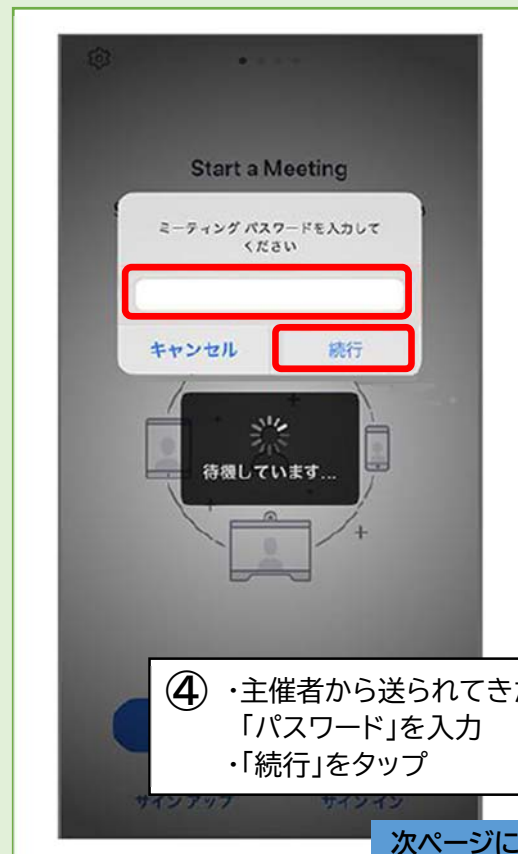 Start a Meeting
ミーティング パスワードを入力して
ください
キャンセル
続行
待機しています...
④ ・主催者から送られてきた
「パスワード」を入力
・「続行」をタップ
サインアップ
サインイン
次ページに